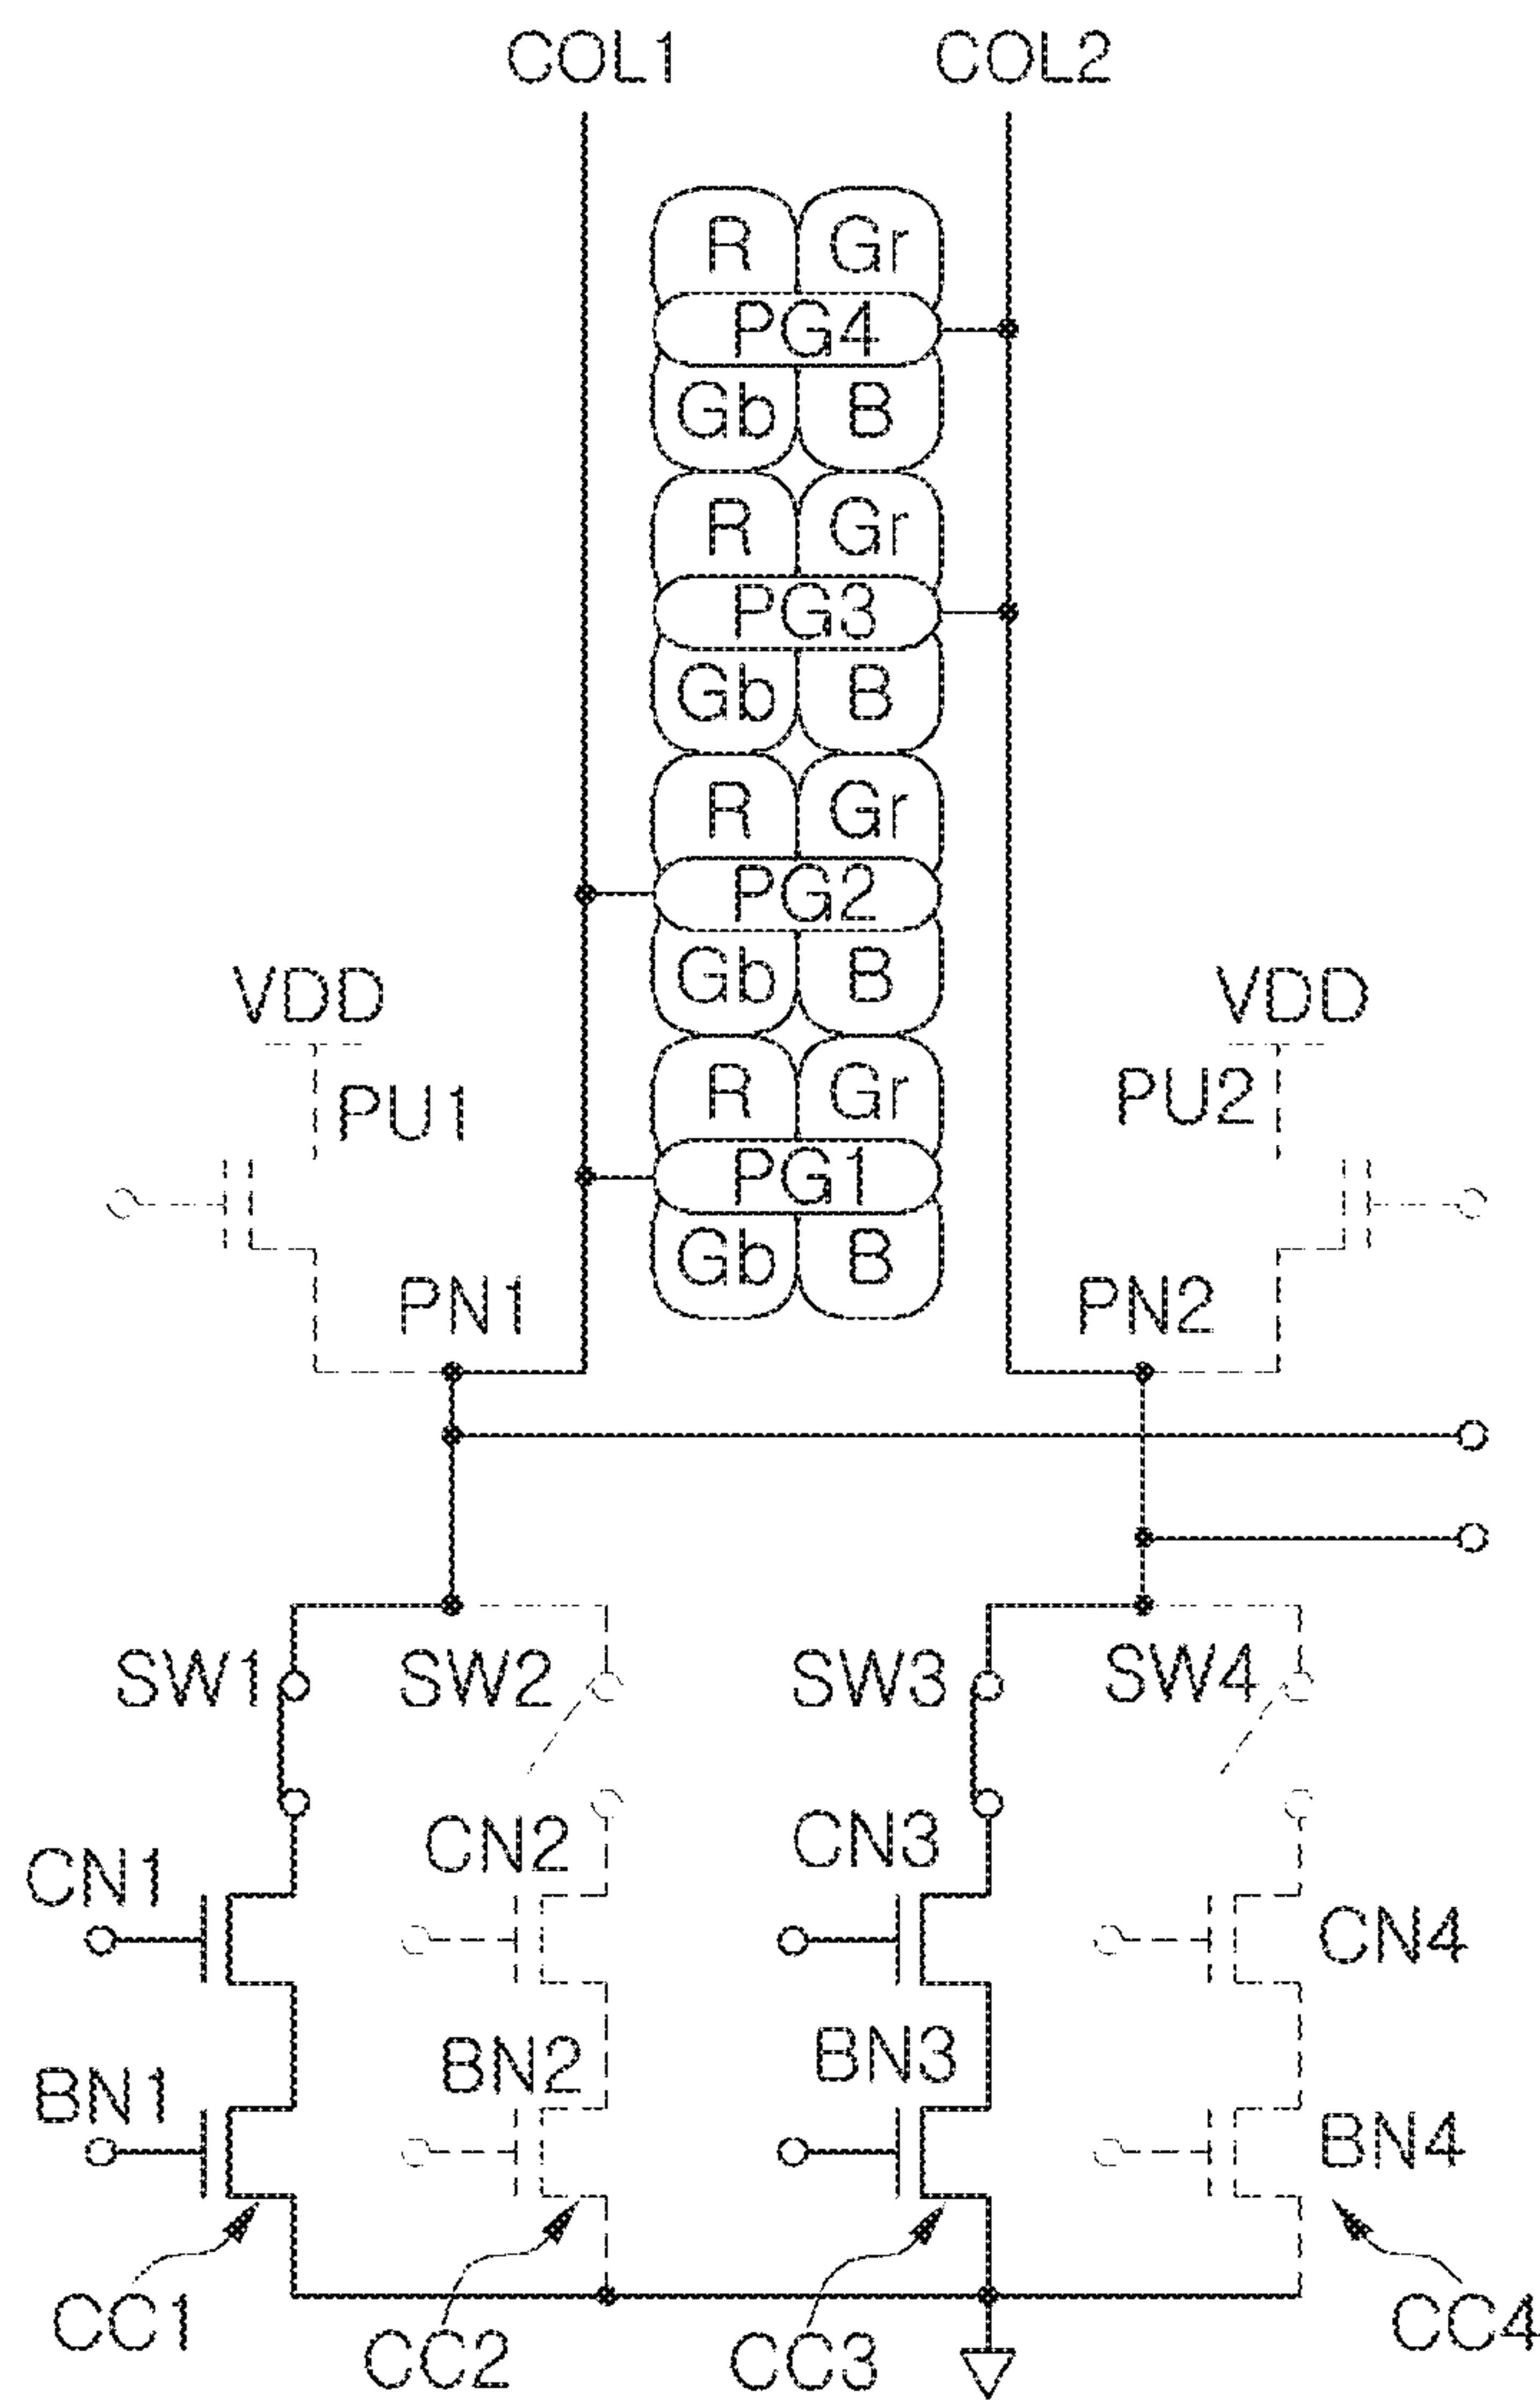 COL1 COL2
R Gr
PG4
Gb B
R Gr
PG3
Gb B
R Gr
PG2
Gb B
VDD VDD
R Gr
PU1 PU2
PG1
Gb B
PN1 PN2
SW1 SW2 SW3 SW4
CN1 CN2 CN3 CN4
BN1 BN2 BN3 BN4
CC1 CC2 CC3 CC4